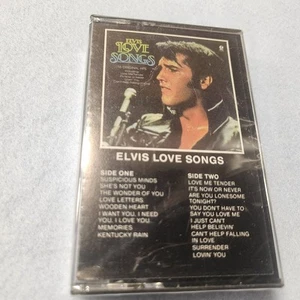 ELVIS
LOVE
SONGS
ELVIS LOVE SONGS
SIDE ONE
SUSPICIOUS MINDS
SHE'S NOT YOU
THE WONDER OF YOU
LOVE LETTERS
WOODEN HEART
I WANT YOU, I NEED
YOU, I LOVE YOU
MEMORIES
KENTUCKY RAIN
SIDE TWO
LOVE ME TENDER
IT'S NOW OR NEVER
ARE YOU LONESOME
TONIGHT?
YOU DON'T HAVE TO
SAY YOU LOVE ME
I JUST CAN'T
HELP BELIEVIN'
CAN'T HELP FALLING
IN LOVE
SURRENDER
LOVIN' YOU